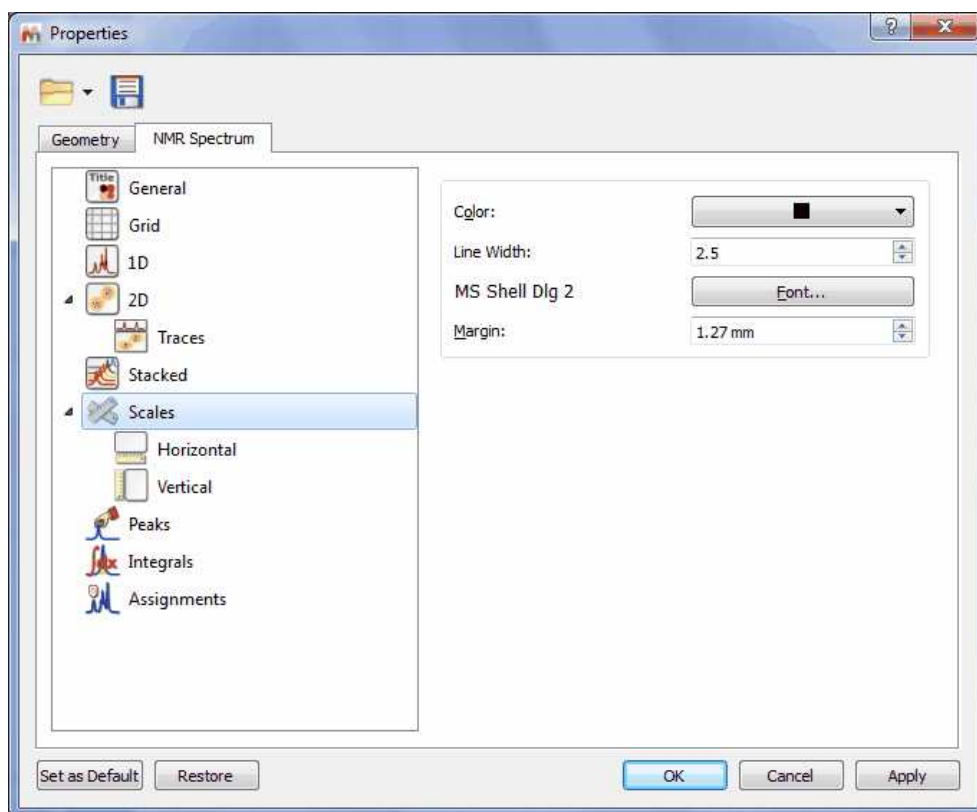 Properties
Geometry
NMR Spectrum
Title
General
Grid
1D
2D
Traces
Stacked
Scales
Horizontal
Vertical
Peaks
∫dx
Integrals
Assignments
Color:
Line Width:
2.5
MS Shell Dlg 2
Font...
Margin:
1.27 mm
Set as Default
Restore
OK
Cancel
Apply